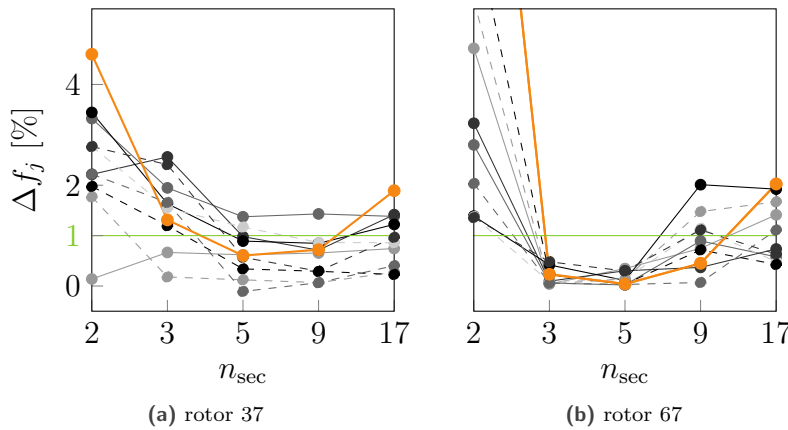 Δf_j [%]
4
2
1
0
2 3 5 9 17
2 3 5 9 17
n_sec
n_sec
(a) rotor 37
(b) rotor 67